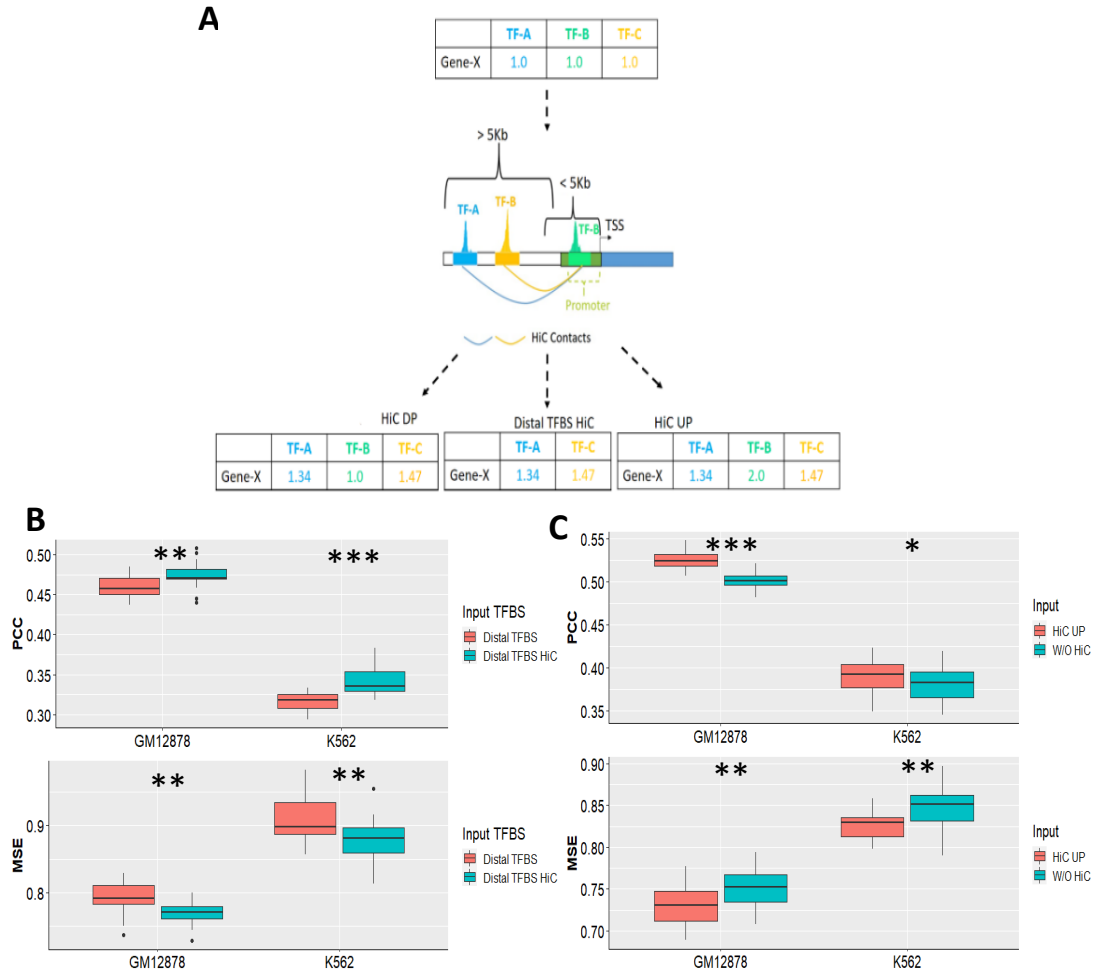 A
TF-A TF-B TF-C
Gene-X 1.0 1.0 1.0
> 5Kb
< 5Kb
TF-A TF-B TF-B TSS
Promoter
HiC Contacts
HiC DP Distal TFBS HiC HiC UP
TF-A TF-B TF-C TF-A TF-C TF-A TF-B TF-C
Gene-X 1.34 1.0 1.47 Gene-X 1.34 1.47 Gene-X 1.34 2.0 1.47
B
PCC
0.50
0.45
0.40
0.35
0.30
** ***
GM12878 K562
Input TFBS
Distal TFBS
Distal TFBS HiC
MSE
0.9
0.8
** **
GM12878 K562
Input TFBS
Distal TFBS
Distal TFBS HiC
C
PCC
0.55
0.50
0.45
0.40
0.35
*** *
GM12878 K562
Input
HiC UP
W/O HiC
MSE
0.90
0.85
0.80
0.75
0.70
** **
GM12878 K562
Input
HiC UP
W/O HiC